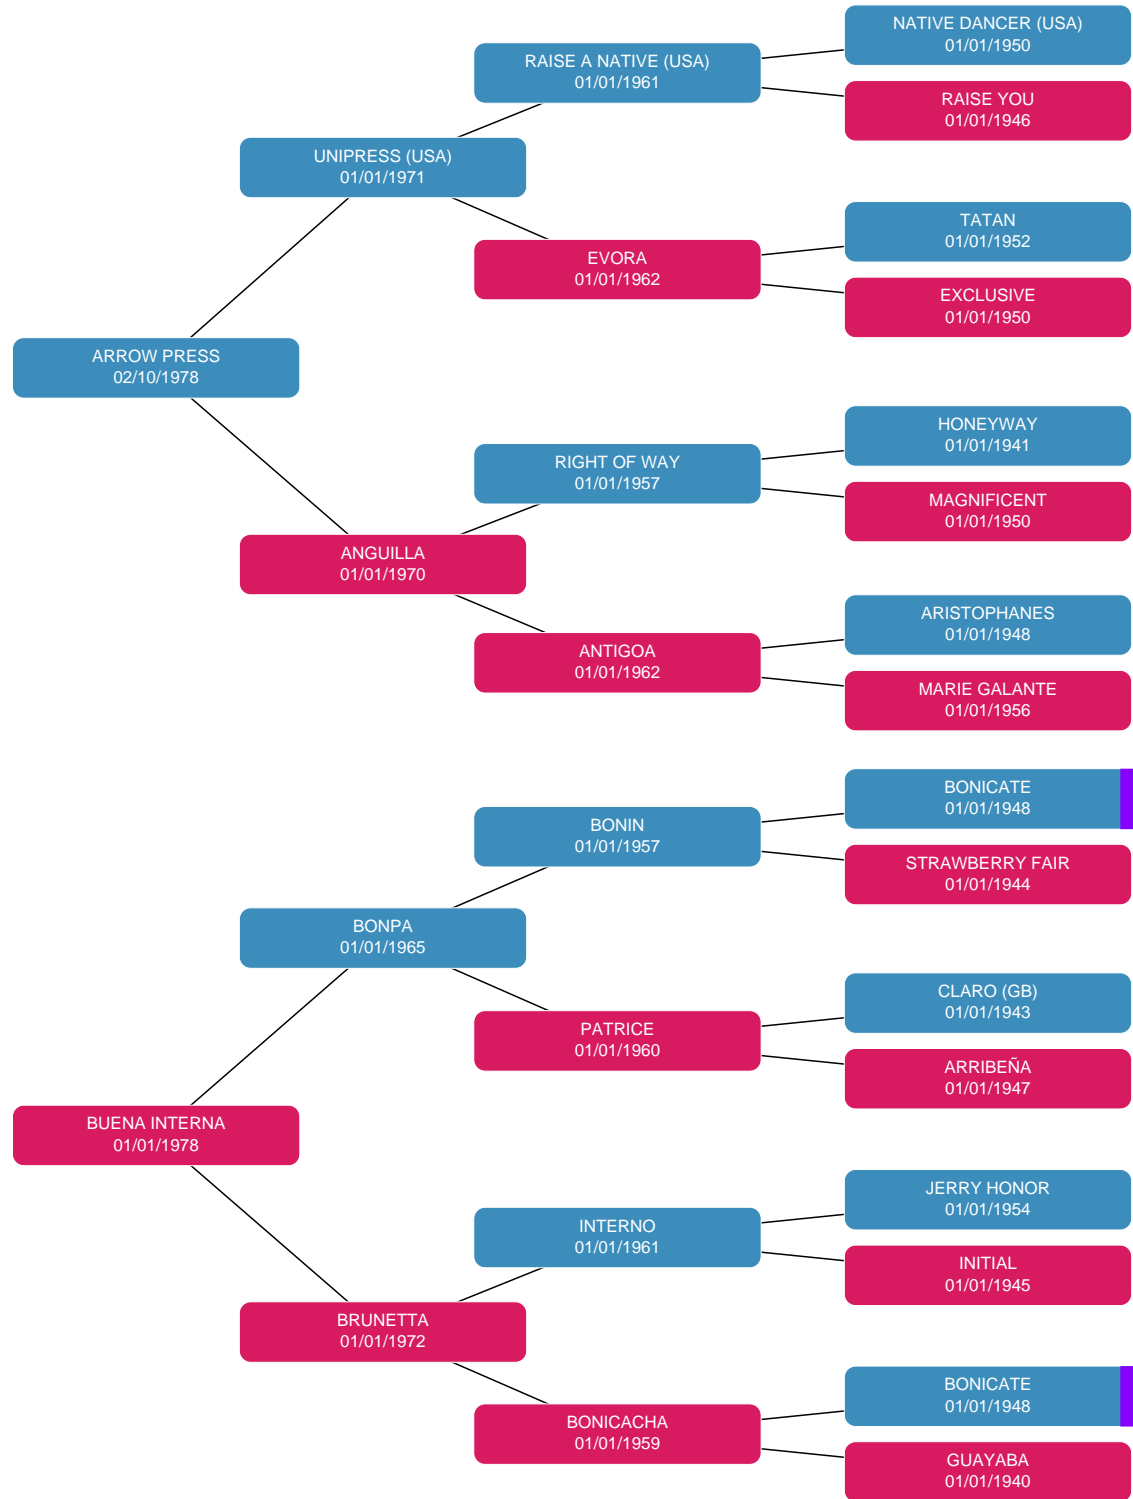 NATIVE DANCER (USA)
01/01/1950
RAISE A NATIVE (USA)
01/01/1961
RAISE YOU
01/01/1946
UNIPRESS (USA)
01/01/1971
TATAN
01/01/1952
EVORA
01/01/1962
EXCLUSIVE
01/01/1950
ARROW PRESS
02/10/1978
HONEYWAY
01/01/1941
RIGHT OF WAY
01/01/1957
MAGNIFICENT
01/01/1950
ANGUILLA
01/01/1970
ARISTOPHANES
01/01/1948
ANTIGOA
01/01/1962
MARIE GALANTE
01/01/1956
BONICATE
01/01/1948
BONIN
01/01/1957
STRAWBERRY FAIR
01/01/1944
BONPA
01/01/1965
CLARO (GB)
01/01/1943
PATRICE
01/01/1960
ARRIBEÑA
01/01/1947
BUENA INTERNA
01/01/1978
JERRY HONOR
01/01/1954
INTERNO
01/01/1961
INITIAL
01/01/1945
BRUNETTA
01/01/1972
BONICATE
01/01/1948
BONICACHA
01/01/1959
GUAYABA
01/01/1940